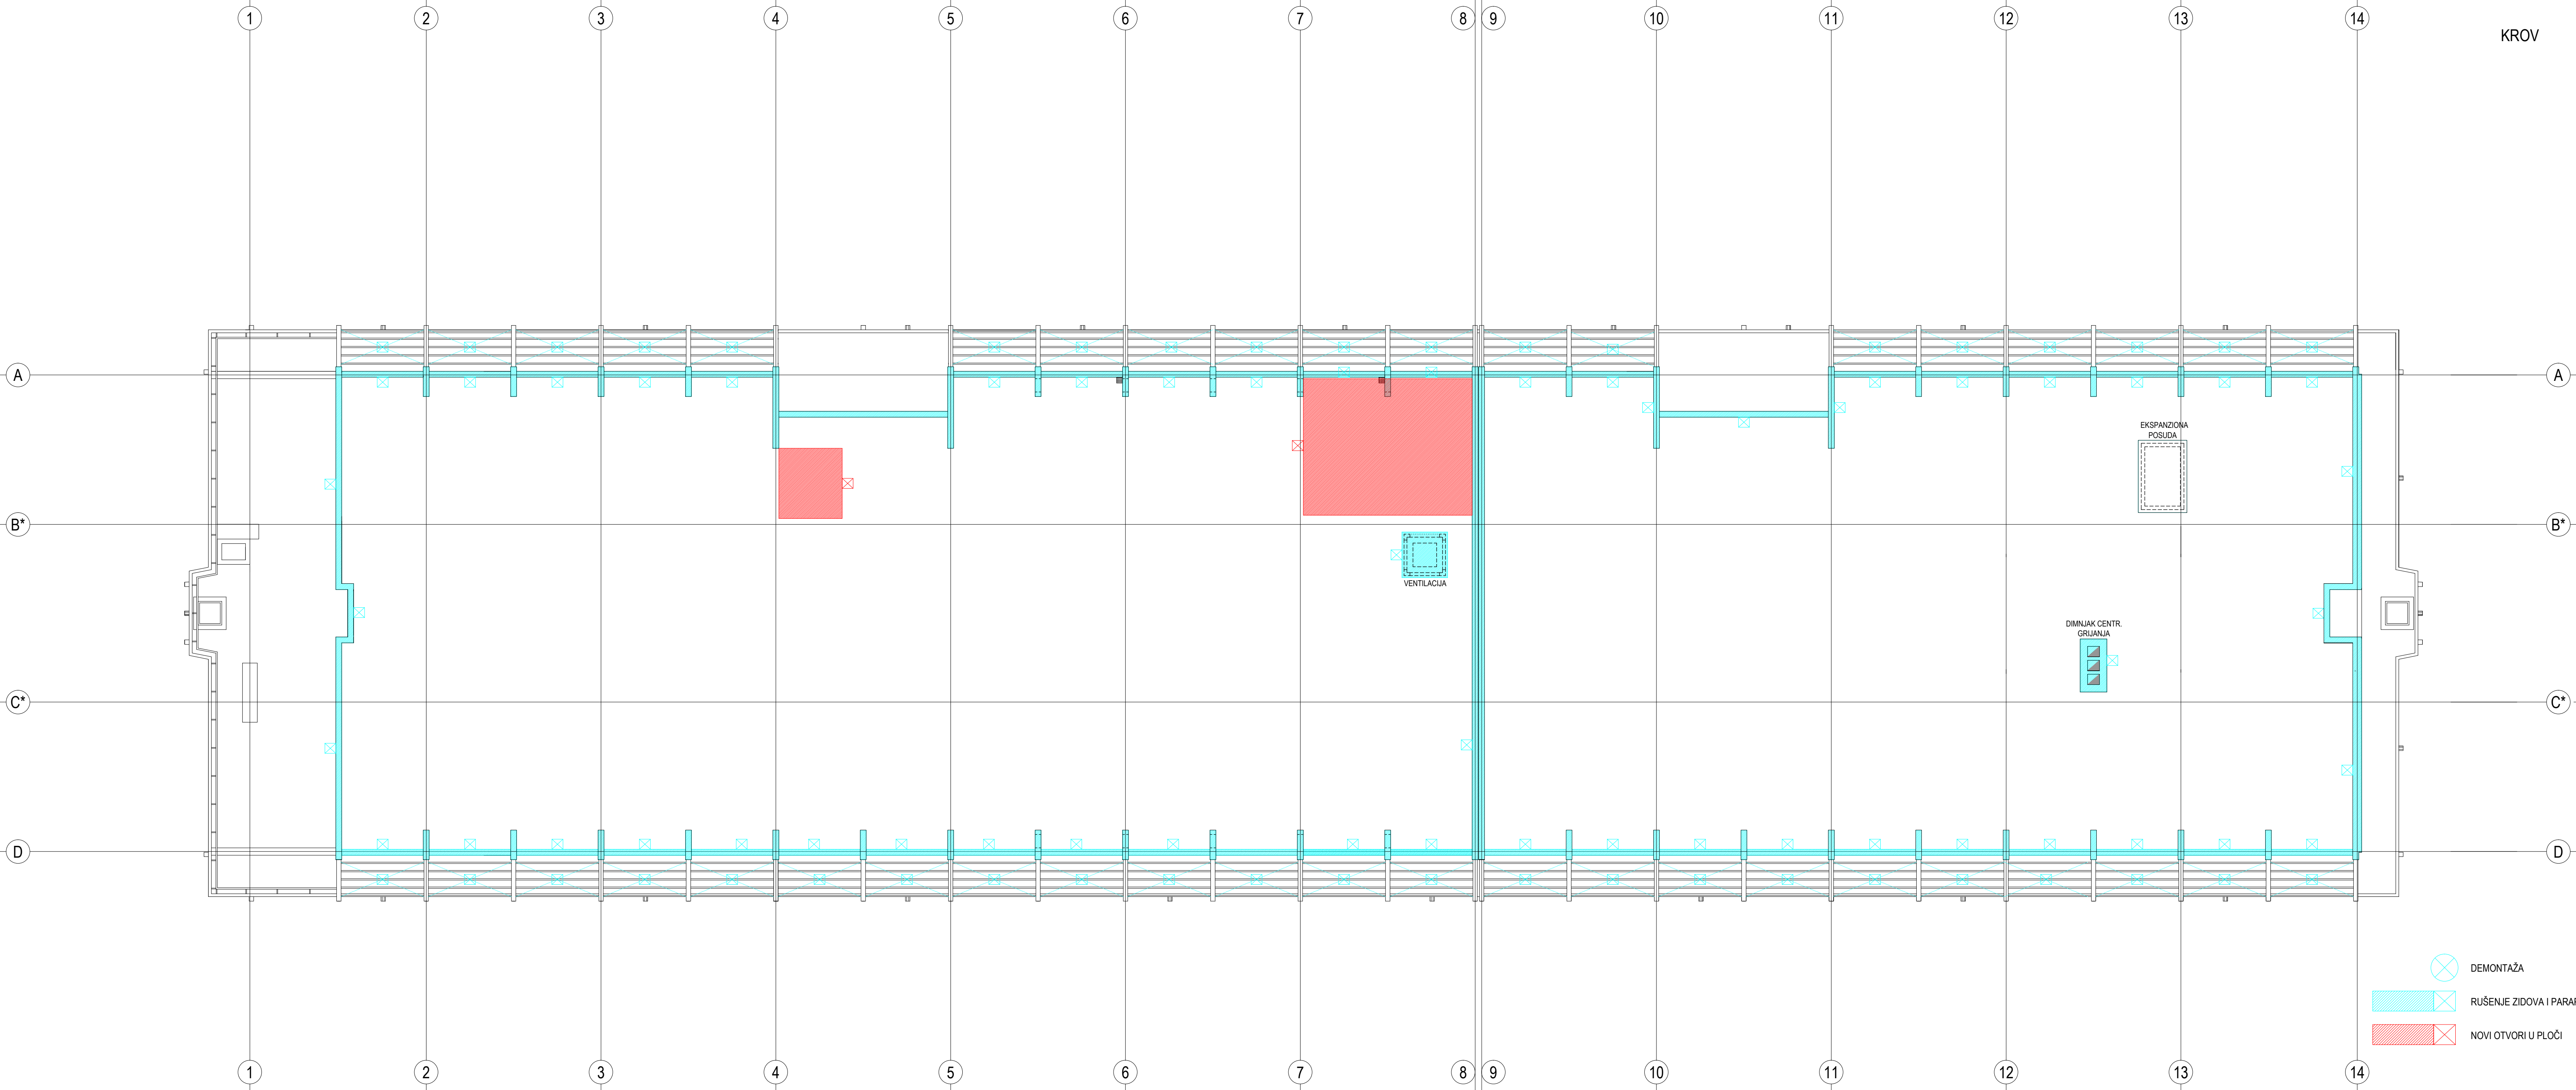 1 2 3 4 5 6 7 8 9 10 11 12 13 14
KROV
A A
EKSPANZIONA
POSUDA
B* B*
VENTILACIJA
DIMNJAK CENTR.
GRIJANJA
C* C*
D D
DEMONTAŽA
RUŠENJE ZIDOVA I
NOVI OTVORI U PLOČI
1 2 3 4 5 6 7 8 9 10 11 12 13 14